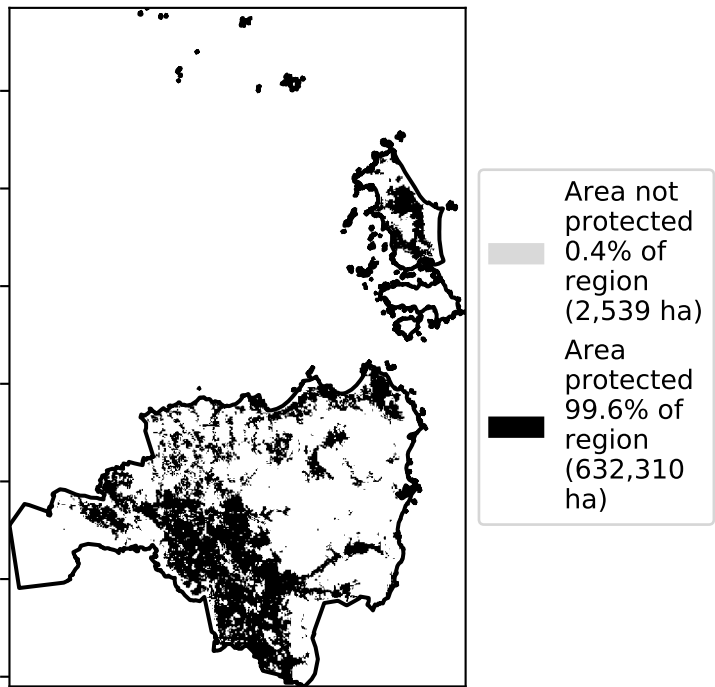 Area not
protected
0.4% of
region
(2,539 ha)
Area
protected
99.6% of
region
(632,310
ha)